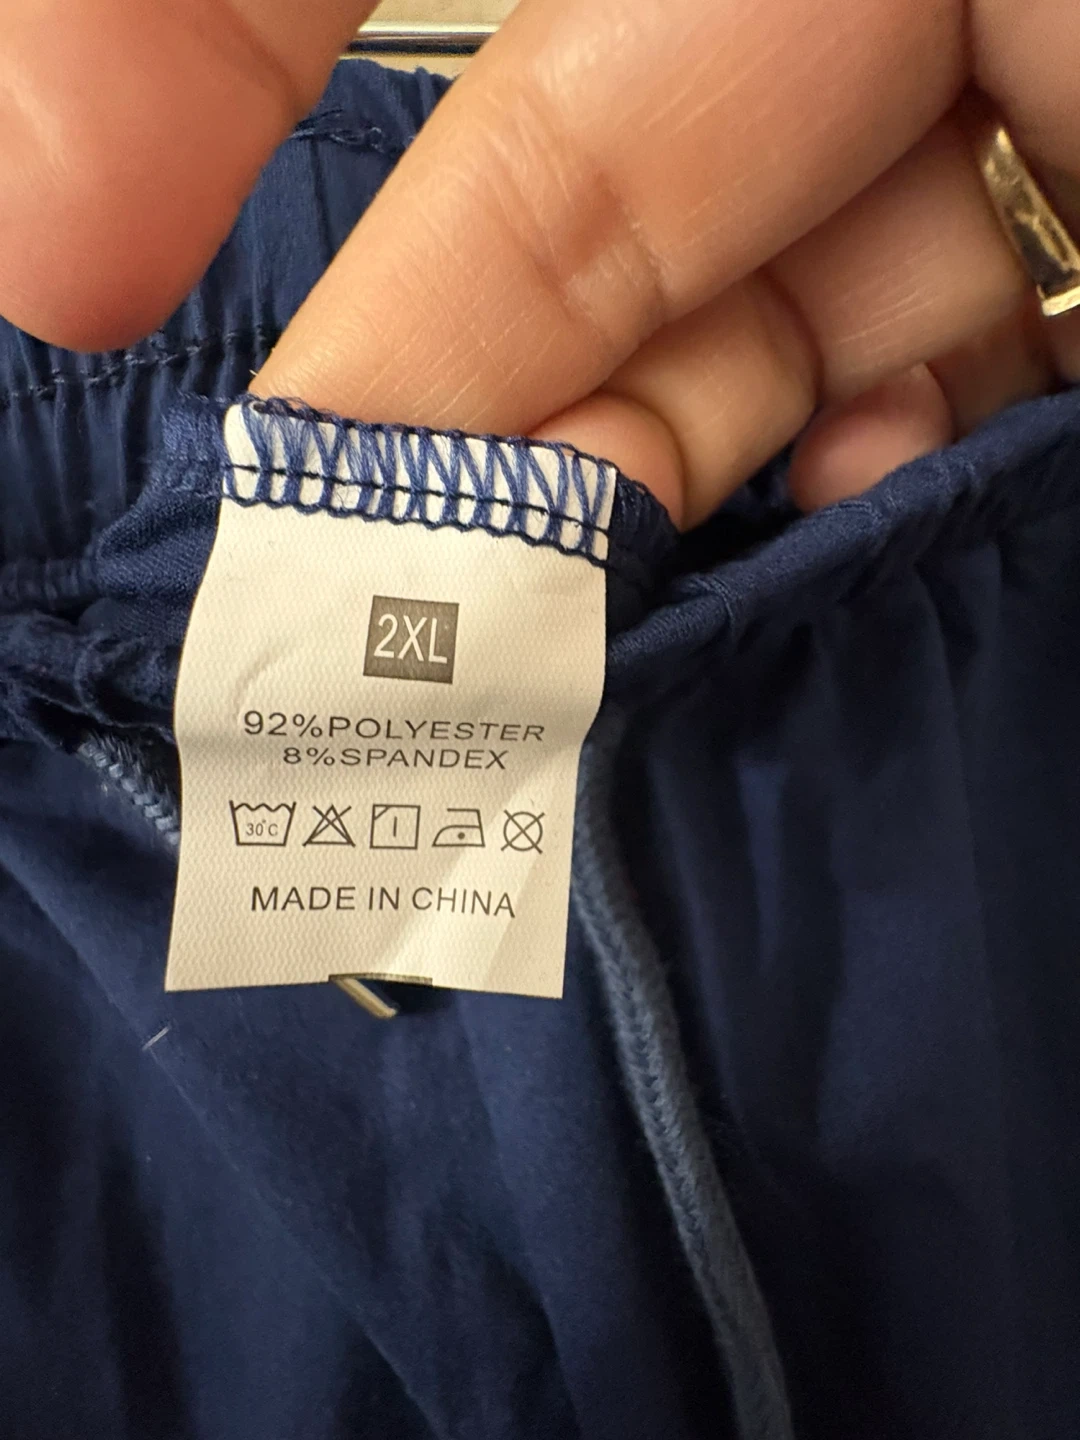 2XL
92%POLYESTER
8%SPANDEX
30°C
MADE IN CHINA